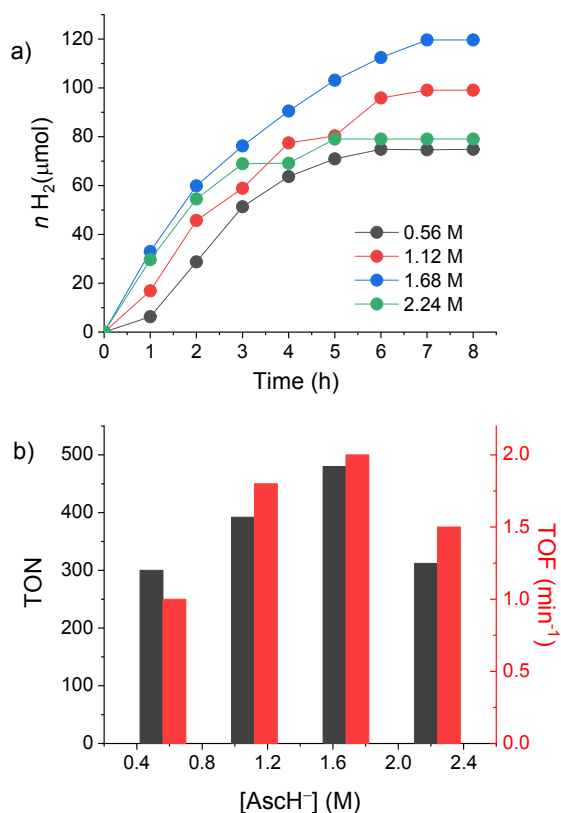 a)
n H₂(μmol)
120
100
80
60
40
20
0
0 1 2 3 4 5 6 7 8
Time (h)
0.56 M
1.12 M
1.68 M
2.24 M
b)
TON
500
400
300
200
100
0
0.4 0.8 1.2 1.6 2.0 2.4
[AscH⁻] (M)
2.0
1.5
1.0
0.5
0.0
TOF (min⁻¹)